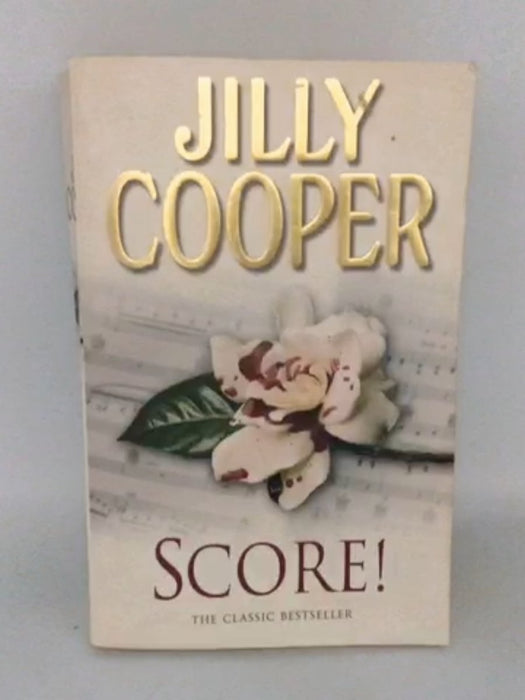 JILLY
COOPER
SCORE!
THE CLASSIC BESTSELLER